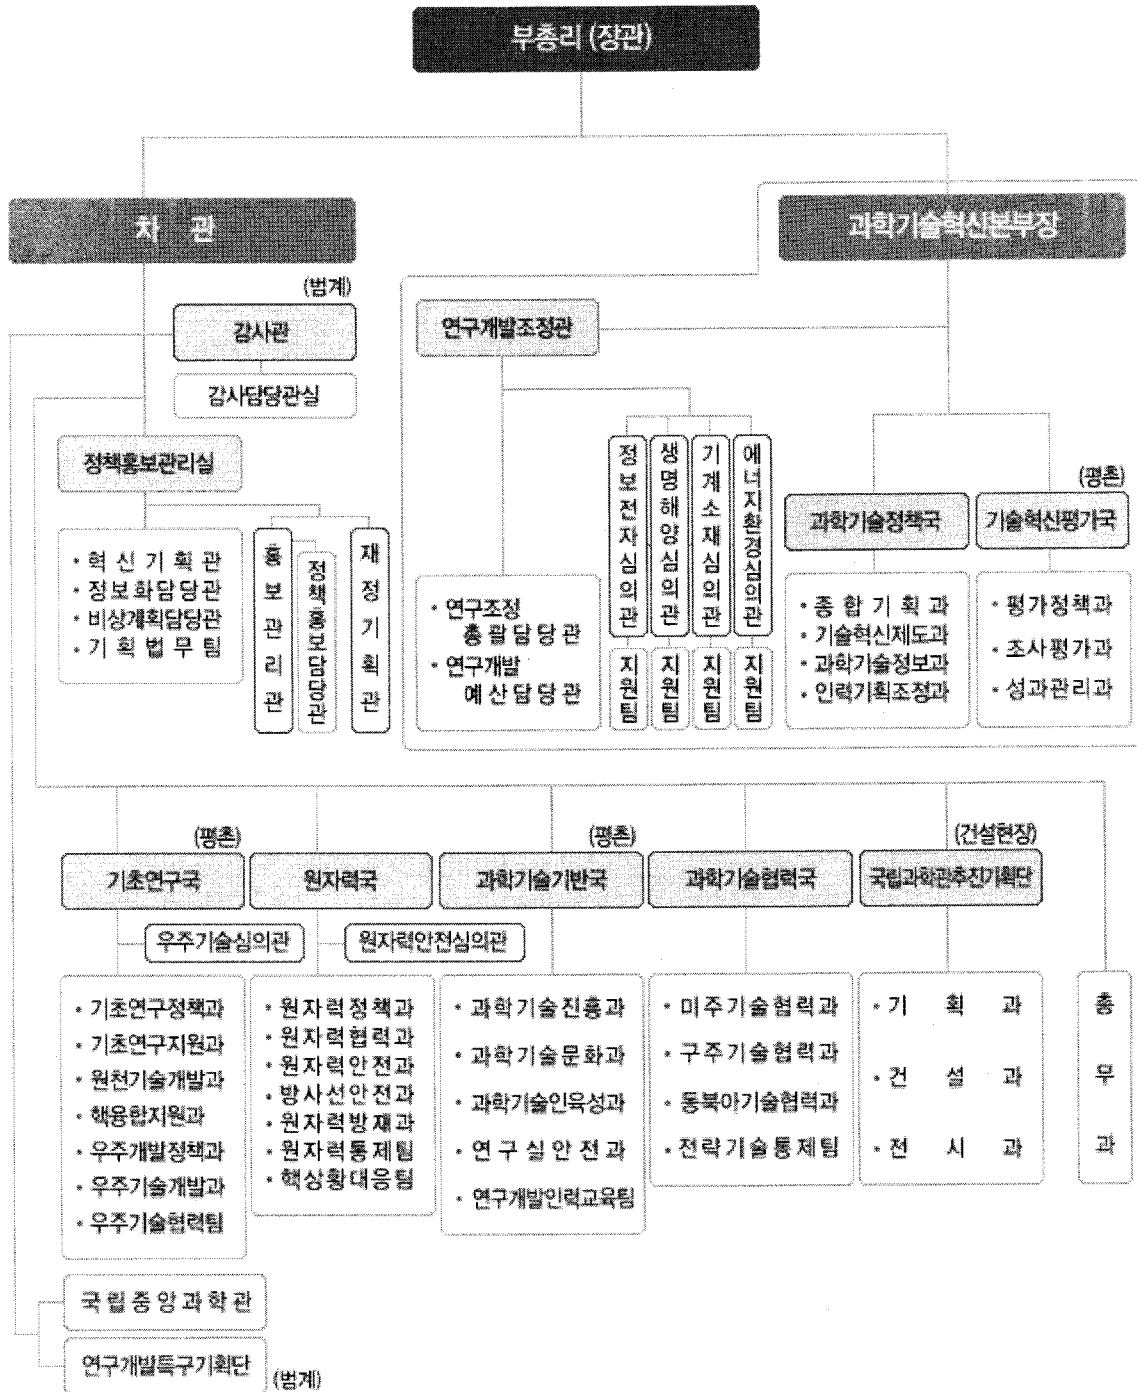 부총리 (장관)
차 관
과학기술혁신본부장
(범계)
감사관
감사담당관실
정책홍보관리실
• 혁신기획관
• 정보화담당관
• 비상계획담당관
• 기획법무팀
홍보관리관
정책홍보담당관
재정기획관
연구개발조정관
• 연구조정
총괄담당관
• 연구개발
예산담당관
정보전자심의관
생명해양심의관
기계소재심의관
에너지환경심의관
지원팀
지원팀
지원팀
지원팀
과학기술정책국
• 종합기획과
• 기술혁신제도과
• 과학기술정보과
• 인력기획조정과
(평촌)
기술혁신평가국
• 평가정책과
• 조사평가과
• 성과관리과
(평촌)
기초연구국
우주기술심의관
• 기초연구정책과
• 기초연구지원과
• 원천기술개발과
• 핵융합지원과
• 우주개발정책과
• 우주기술개발과
• 우주기술협력팀
원자력국
원자력안전심의관
• 원자력정책과
• 원자력협력과
• 원자력안전과
• 방사선안전과
• 원자력방재과
• 원자력통제팀
• 핵상황대응팀
(평촌)
과학기술기반국
• 과학기술진흥과
• 과학기술문화과
• 과학기술인육성과
• 연구실안전과
• 연구개발인력교육팀
과학기술협력국
• 미주기술협력과
• 구주기술협력과
• 동북아기술협력과
• 전략기술통제팀
(건설현장)
국립과학관추진기획단
• 기획과
• 건설과
• 전시과
총무과
국립중앙과학관
연구개발특구기획단
(범계)